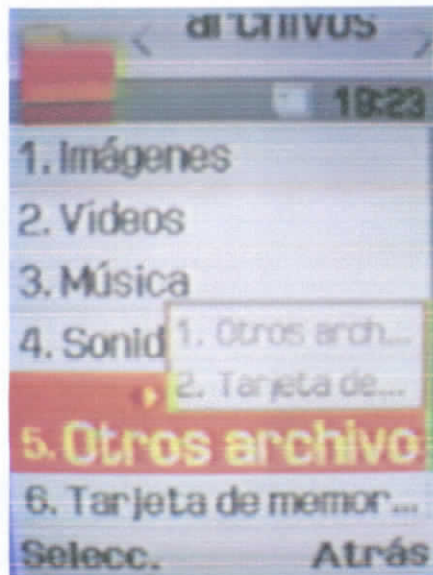 archivos
19:23
1. Imágenes
2. Videos
3. Música
4. Sonid
1. Otros arch...
2. Tarjeta de...
5. Otros archivo
6. Tarjeta de memor...
Selecc. Atrás